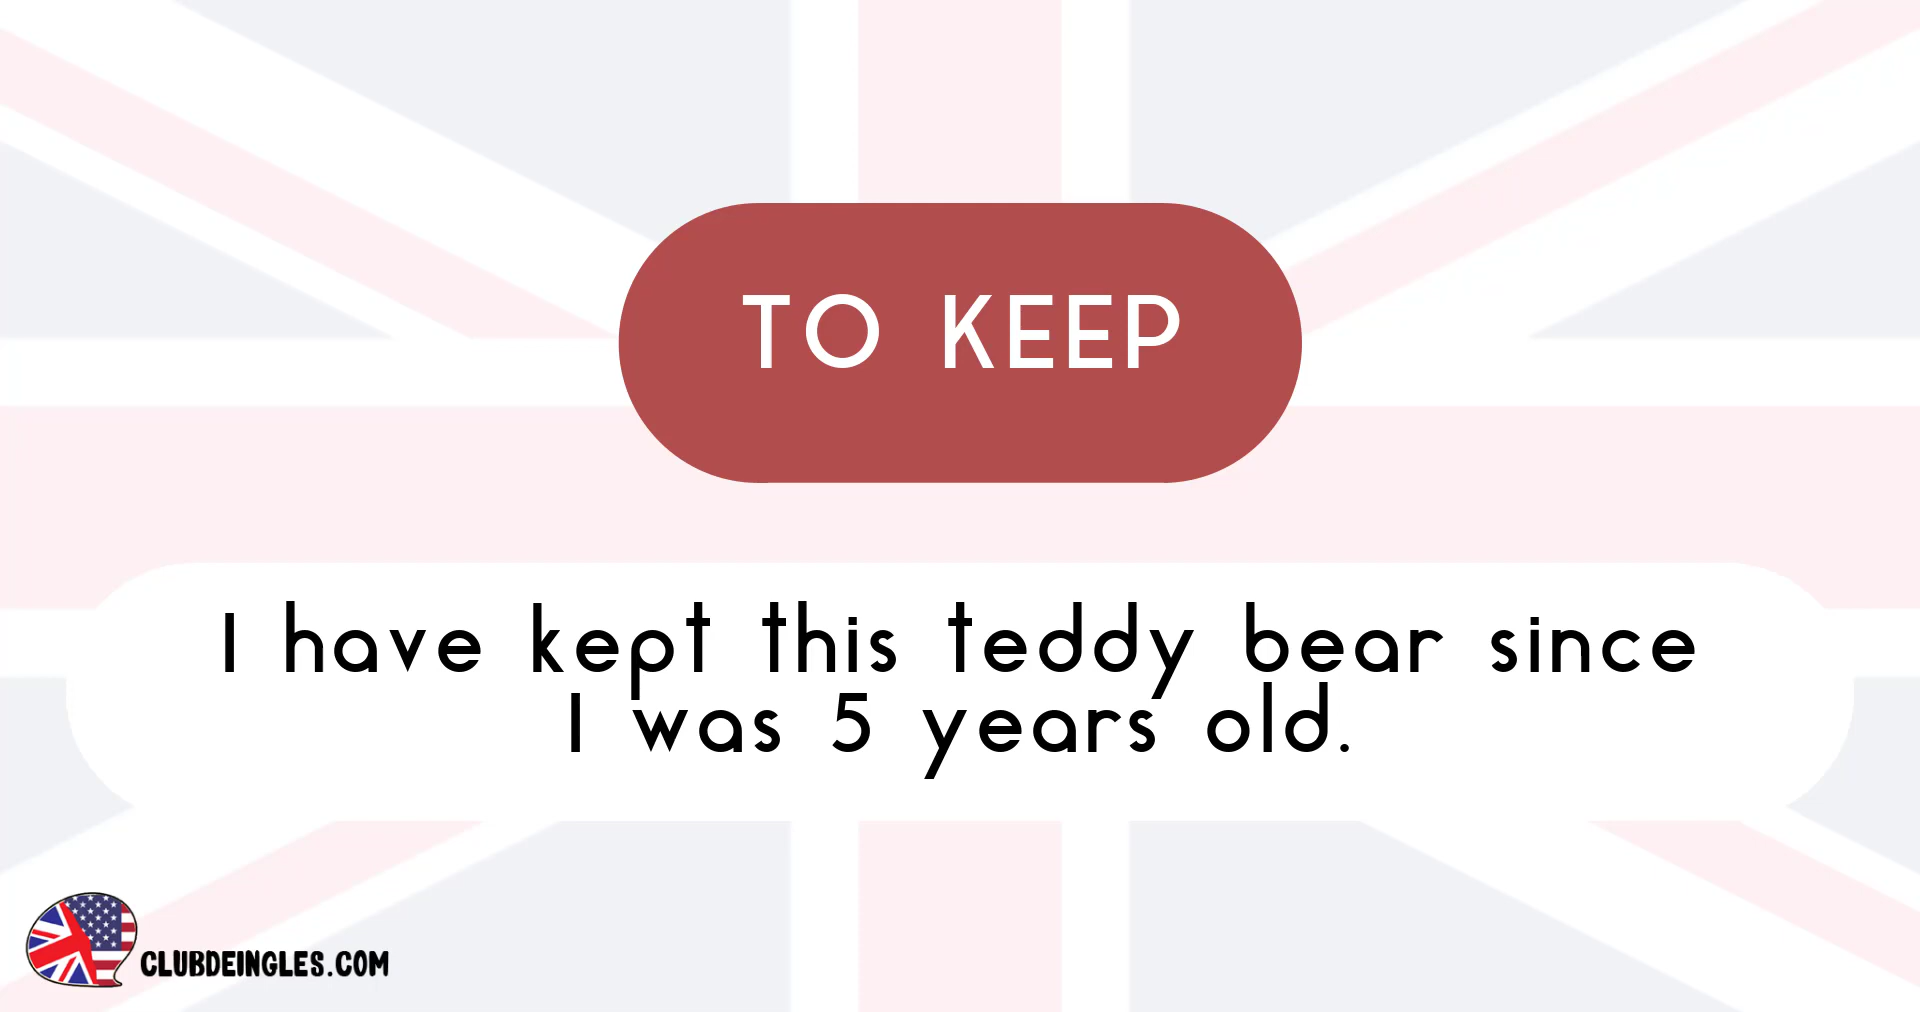 TO KEEP
I have kept this teddy bear since
I was 5 years old.
CLUBDEINGLES.COM